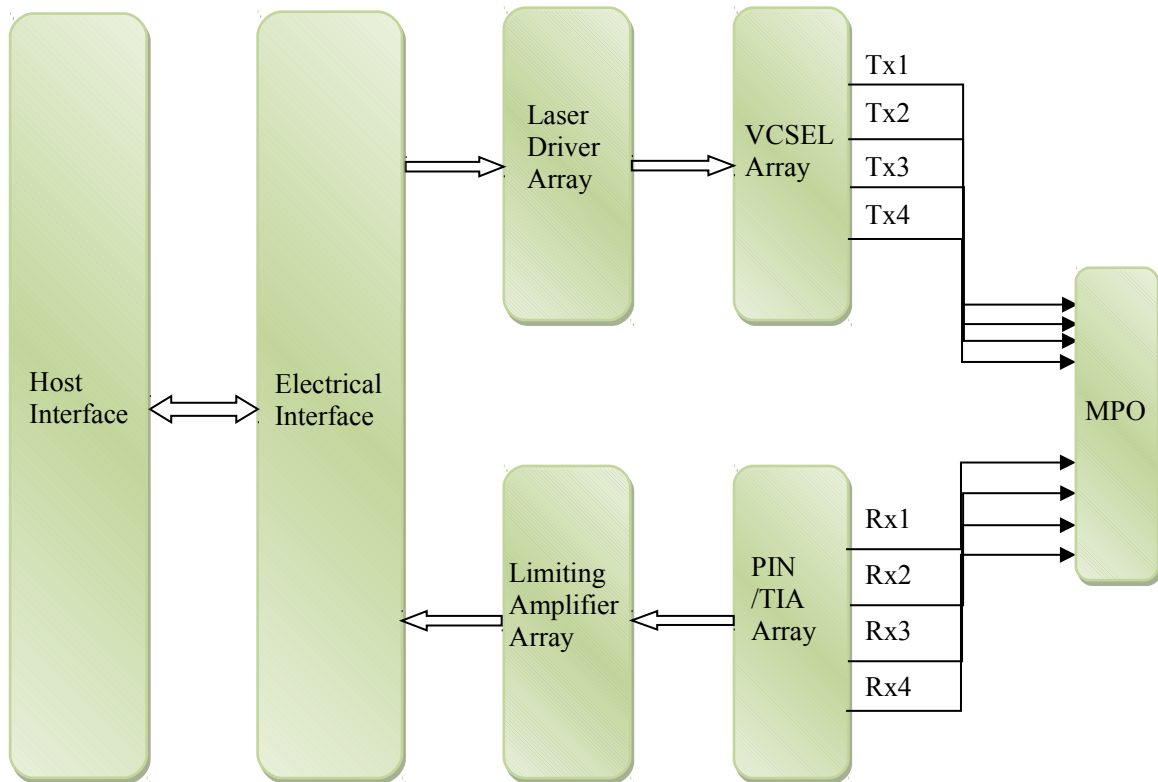 Host
Interface
Electrical
Interface
Laser
Driver
Array
VCSEL
Array
Tx1
Tx2
Tx3
Tx4
MPO
Limiting
Amplifier
Array
PIN
/TIA
Array
Rx1
Rx2
Rx3
Rx4